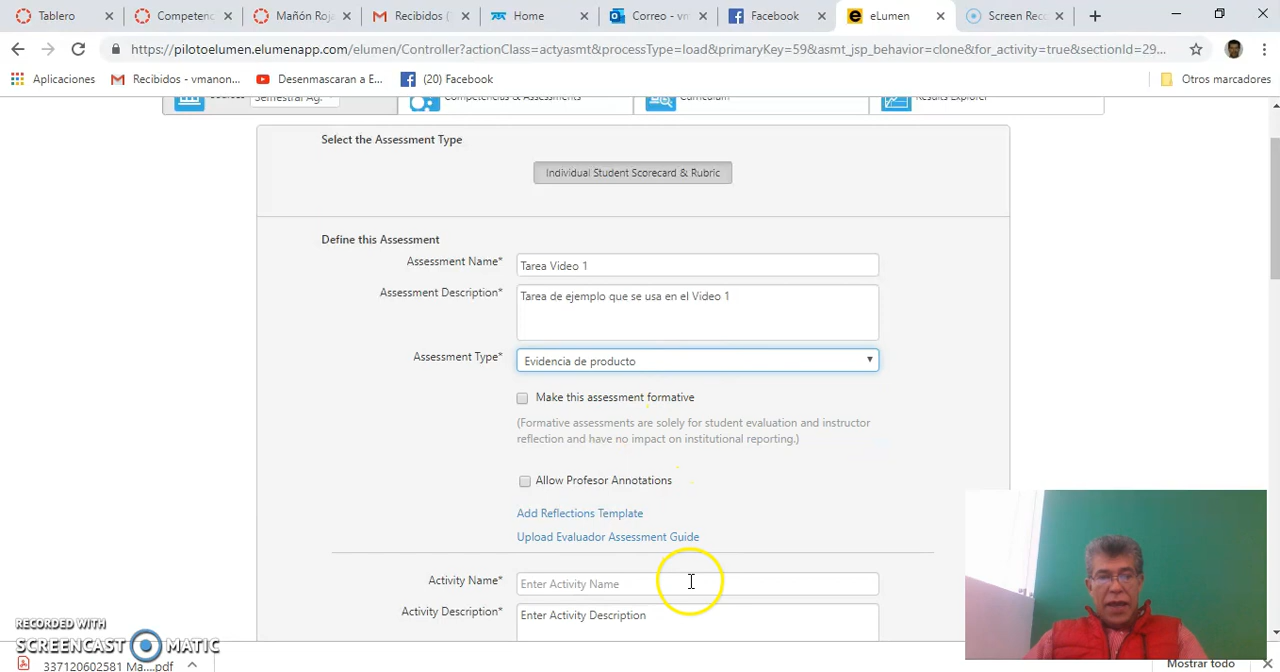 Tablero
Competenc
Mañón Roja
Recibidos (
Home
Correo - vm
Facebook
eLumen
Screen Rec
https://pilotoelumen.elumenapp.com/elumen/Controller?actionClass=actyasmt&processType=load&primaryKey=59&asmt_jsp_behavior=clone&for_activity=true&sectionId=29...
Aplicaciones
Recibidos - vmanon...
Desenmascaran a E...
(20) Facebook
Otros marcadores
Semestral Ag.
Competencies & Assessments
Curriculum
Results Explorer
Select the Assessment Type
Individual Student Scorecard & Rubric
Define this Assessment
Assessment Name*
Tarea Video 1
Assessment Description*
Tarea de ejemplo que se usa en el Video 1
Assessment Type*
Evidencia de producto
Make this assessment formative
(Formative assessments are solely for student evaluation and instructor
reflection and have no impact on institutional reporting.)
Allow Profesor Annotations
Add Reflections Template
Upload Evaluador Assessment Guide
Activity Name*
Enter Activity Name
Activity Description*
Enter Activity Description
RECORDED WITH
SCREENCAST MATIC
337120602581 Ma....pdf
Mostrar todo